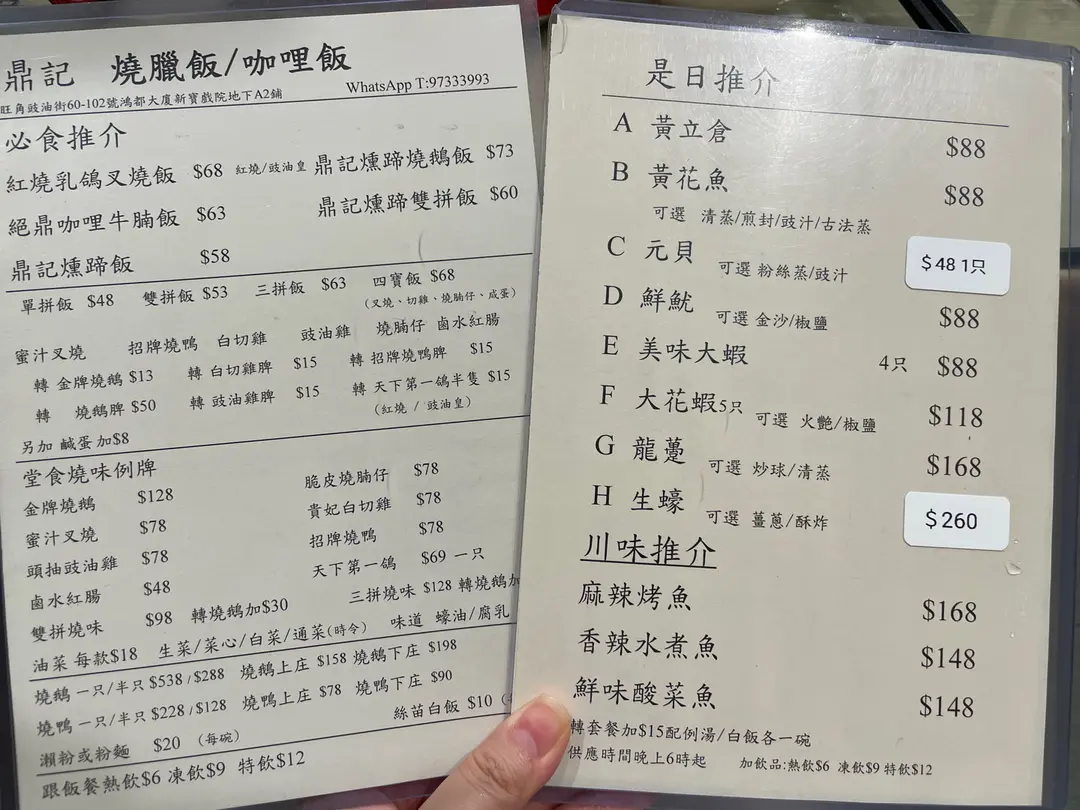 鼎記 燒臘飯/咖哩飯
旺角豉油街60-102號鴻都大廈新寶戲院地下A2鋪 WhatsApp T:97333993
必食推介
紅燒乳鴿叉燒飯 $68 紅燒/豉油皇 鼎記燻蹄燒鵝飯 $73
絕鼎咖哩牛腩飯 $63 鼎記燻蹄雙拼飯 $60
鼎記燻蹄飯 $58
單拼飯 $48 雙拼飯 $53 三拼飯 $63 四寶飯 $68
(叉燒、切雞、燒腩仔、咸蛋)
蜜汁叉燒 招牌燒鴨 白切雞 豉油雞 燒腩仔 鹵水紅腸
轉 金牌燒鵝 $13 轉 白切雞脾 $15 轉 招牌燒鴨脾 $15
轉 燒鵝脾 $50 轉 豉油雞脾 $15 轉 天下第一鴿半隻 $15
(紅燒 / 豉油皇)
另加 鹹蛋 加$8
堂食燒味例牌
金牌燒鵝 $128 脆皮燒腩仔 $78
蜜汁叉燒 $78 貴妃白切雞 $78
頭抽豉油雞 $78 招牌燒鴨 $78
鹵水紅腸 $48 天下第一鴿 $69 一只
雙拼燒味 $98 轉燒鵝加$30 三拼燒味 $128 轉燒鵝加
油菜 每款$18 生菜/菜心/白菜/通菜(時令) 味道 蠔油/腐乳
燒鵝 一只/半只 $538 / $288 燒鵝上庄 $158 燒鵝下庄 $198
燒鴨 一只/半只 $228 / $128 燒鴨上庄 $78 燒鴨下庄 $90
瀨粉或粉麵 $20 (每碗) 絲苗白飯 $10
跟飯餐熱飲$6 凍飲$9 特飲$12
是日推介
A 黃立倉 $88
B 黃花魚 $88
可選 清蒸/煎封/豉汁/古法蒸
C 元貝 可選 粉絲蒸/豉汁 $48 1只
D 鮮魷 可選 金沙/椒鹽 $88
E 美味大蝦 4只 $88
F 大花蝦5只 可選 火艷/椒鹽 $118
G 龍躉 可選 炒球/清蒸 $168
H 生蠔 可選 薑蔥/酥炸 $260
川味推介
麻辣烤魚 $168
香辣水煮魚 $148
鮮味酸菜魚 $148
轉套餐加$15配例湯/白飯各一碗
供應時間晚上6時起 加飲品:熱飲$6 凍飲$9 特飲$12